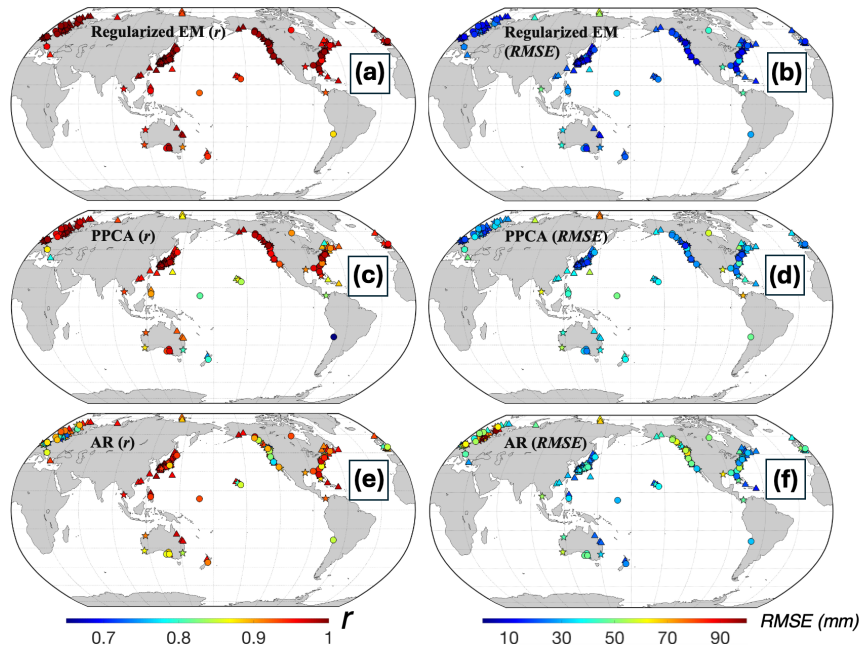 Regularized EM (r)
(a)
Regularized EM
(RMSE)
(b)
PPCA (r)
(c)
PPCA (RMSE)
(d)
AR (r)
(e)
AR (RMSE)
(f)
0.7 0.8 0.9 1 r
10 30 50 70 90 RMSE (mm)